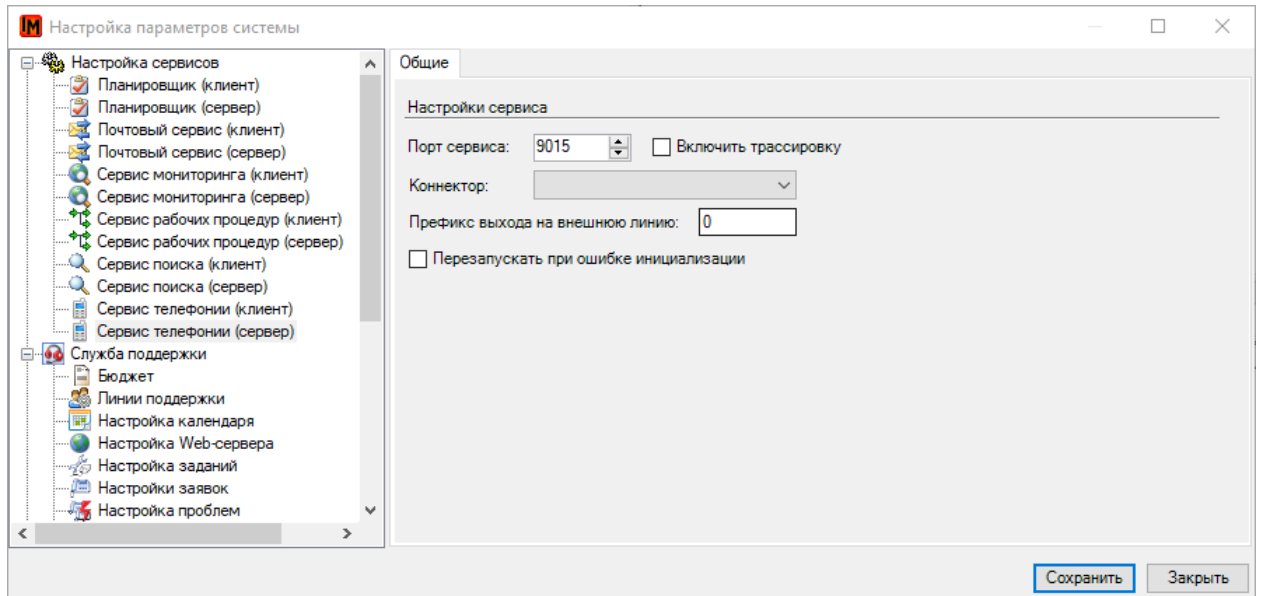 IM Настройка параметров системы
Настройка сервисов
Планировщик (клиент)
Планировщик (сервер)
Почтовый сервис (клиент)
Почтовый сервис (сервер)
Сервис мониторинга (клиент)
Сервис мониторинга (сервер)
Сервис рабочих процедур (клиент)
Сервис рабочих процедур (сервер)
Сервис поиска (клиент)
Сервис поиска (сервер)
Сервис телефонии (клиент)
Сервис телефонии (сервер)
Служба поддержки
Бюджет
Линии поддержки
Настройка календаря
Настройка Web-сервера
Настройка заданий
Настройки заявок
Настройка проблем
Общие
Настройки сервиса
Порт сервиса: 9015 Включить трассировку
Коннектор:
Префикс выхода на внешнюю линию: 0
Перезапускать при ошибке инициализации
Сохранить Закрыть